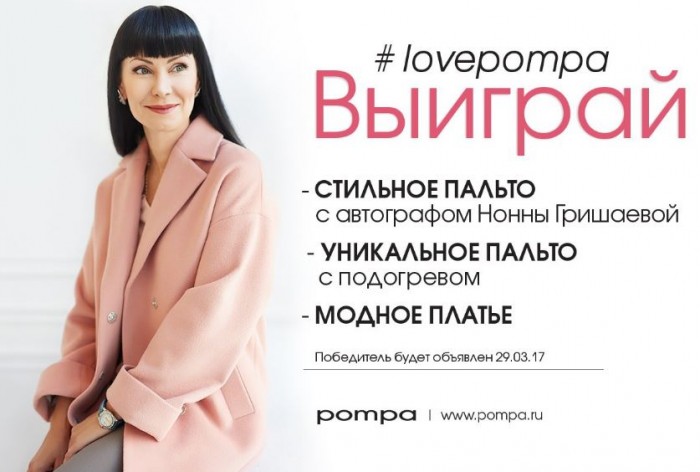 # lovepompa
Выиграй
- СТИЛЬНОЕ ПАЛЬТО
с автографом Нонны Гришаевой
- УНИКАЛЬНОЕ ПАЛЬТО
с подогревом
- МОДНОЕ ПЛАТЬЕ
Победитель будет объявлен 29.03.17
pompa | www.pompa.ru